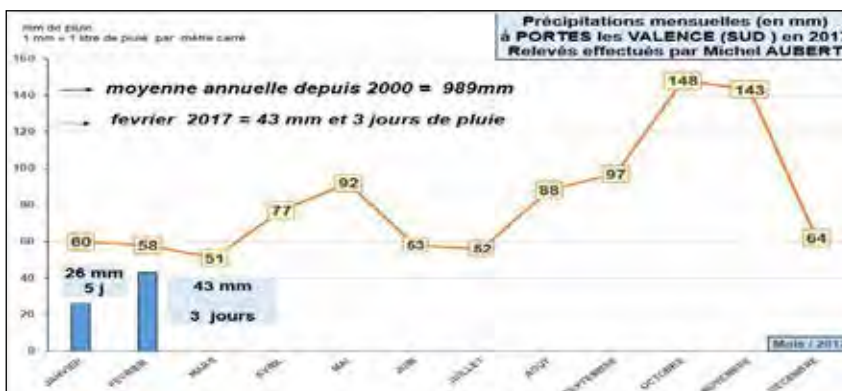 mm de pluie
1 mm = 1 litre de pluie par mètre carré
Précipitations mensuelles (en mm)
à PORTES les VALENCE (SUD ) en 2017
Relevés effectués par Michel AUBERT
160
140
120
100
80
60
40
20
0
moyenne annuelle depuis 2000 = 989mm
fevrier 2017 = 43 mm et 3 jours de pluie
60
58
51
77
92
63
88
97
148
143
64
26 mm
5 j
43 mm
3 jours
Mois / 2017
JANVIER
FEVRIER
MARS
AVRIL
MAI
JUIN
JUILLET
AOUT
SEPTEMBRE
OCTOBRE
NOVEMBRE
DECEMBRE